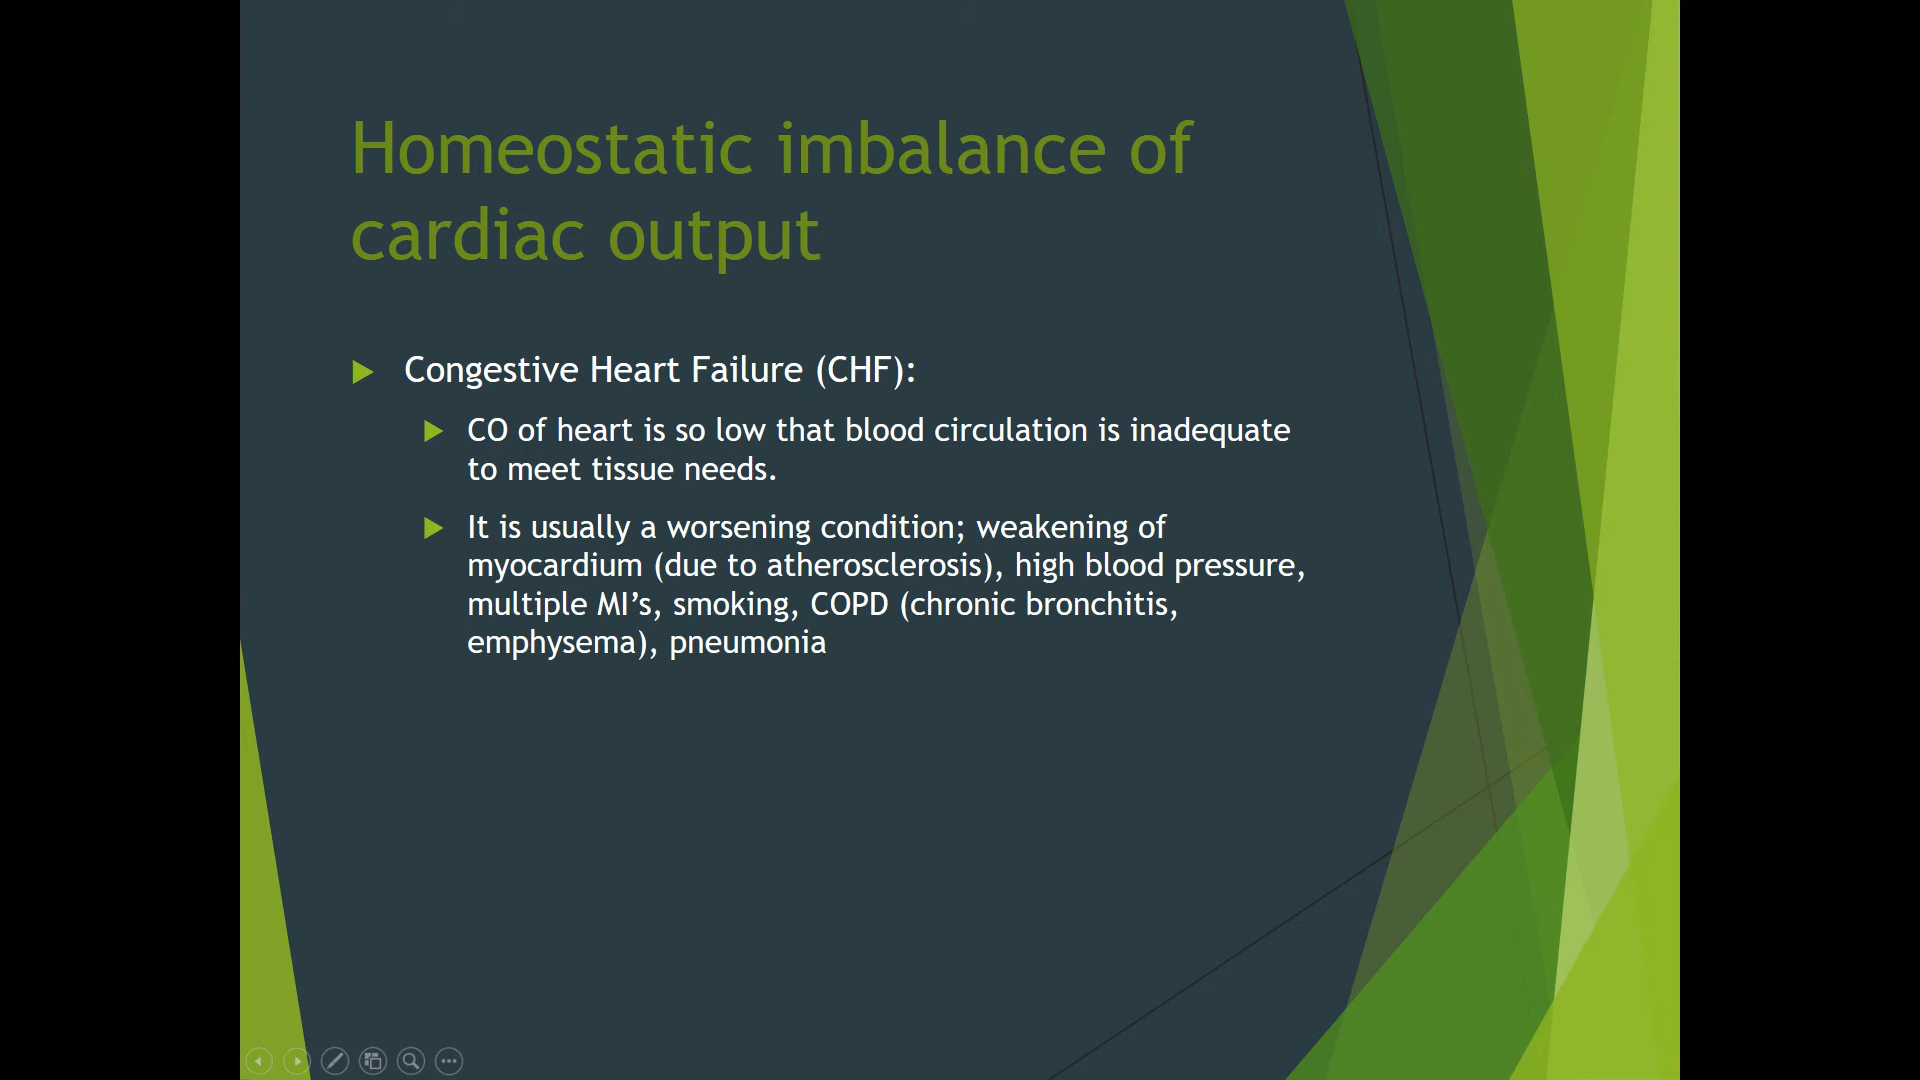 Homeostatic imbalance of
cardiac output
Congestive Heart Failure (CHF):
CO of heart is so low that blood circulation is inadequate
to meet tissue needs.
It is usually a worsening condition; weakening of
myocardium (due to atherosclerosis), high blood pressure,
multiple MI’s, smoking, COPD (chronic bronchitis,
emphysema), pneumonia